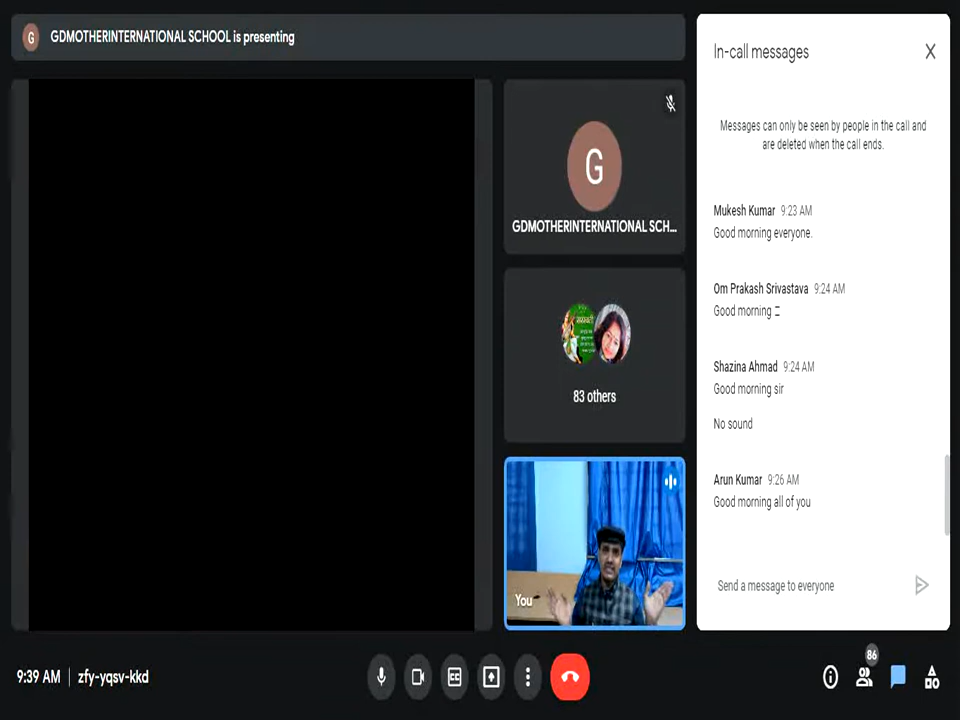 G GDMOTHERINTERNATIONAL SCHOOL is presenting
G
GDMOTHERINTERNATIONAL SCH...
83 others
You
In-call messages
Messages can only be seen by people in the call and
are deleted when the call ends.
Mukesh Kumar 9:23 AM
Good morning everyone.
Om Prakash Srivastava 9:24 AM
Good morning
Shazina Ahmad 9:24 AM
Good morning sir
No sound
Arun Kumar 9:26 AM
Good morning all of you
Send a message to everyone
9:39 AM | zfy-yqsv-kkd
CC
86